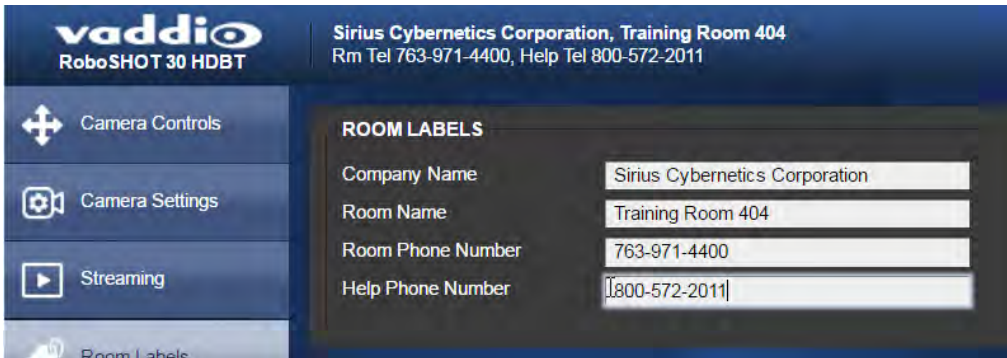 vaddio
RoboSHOT 30 HDBT
Sirius Cybernetics Corporation, Training Room 404
Rm Tel 763-971-4400, Help Tel 800-572-2011
Camera Controls
Camera Settings
Streaming
Room Labels
ROOM LABELS
Company Name Sirius Cybernetics Corporation
Room Name Training Room 404
Room Phone Number 763-971-4400
Help Phone Number 800-572-2011